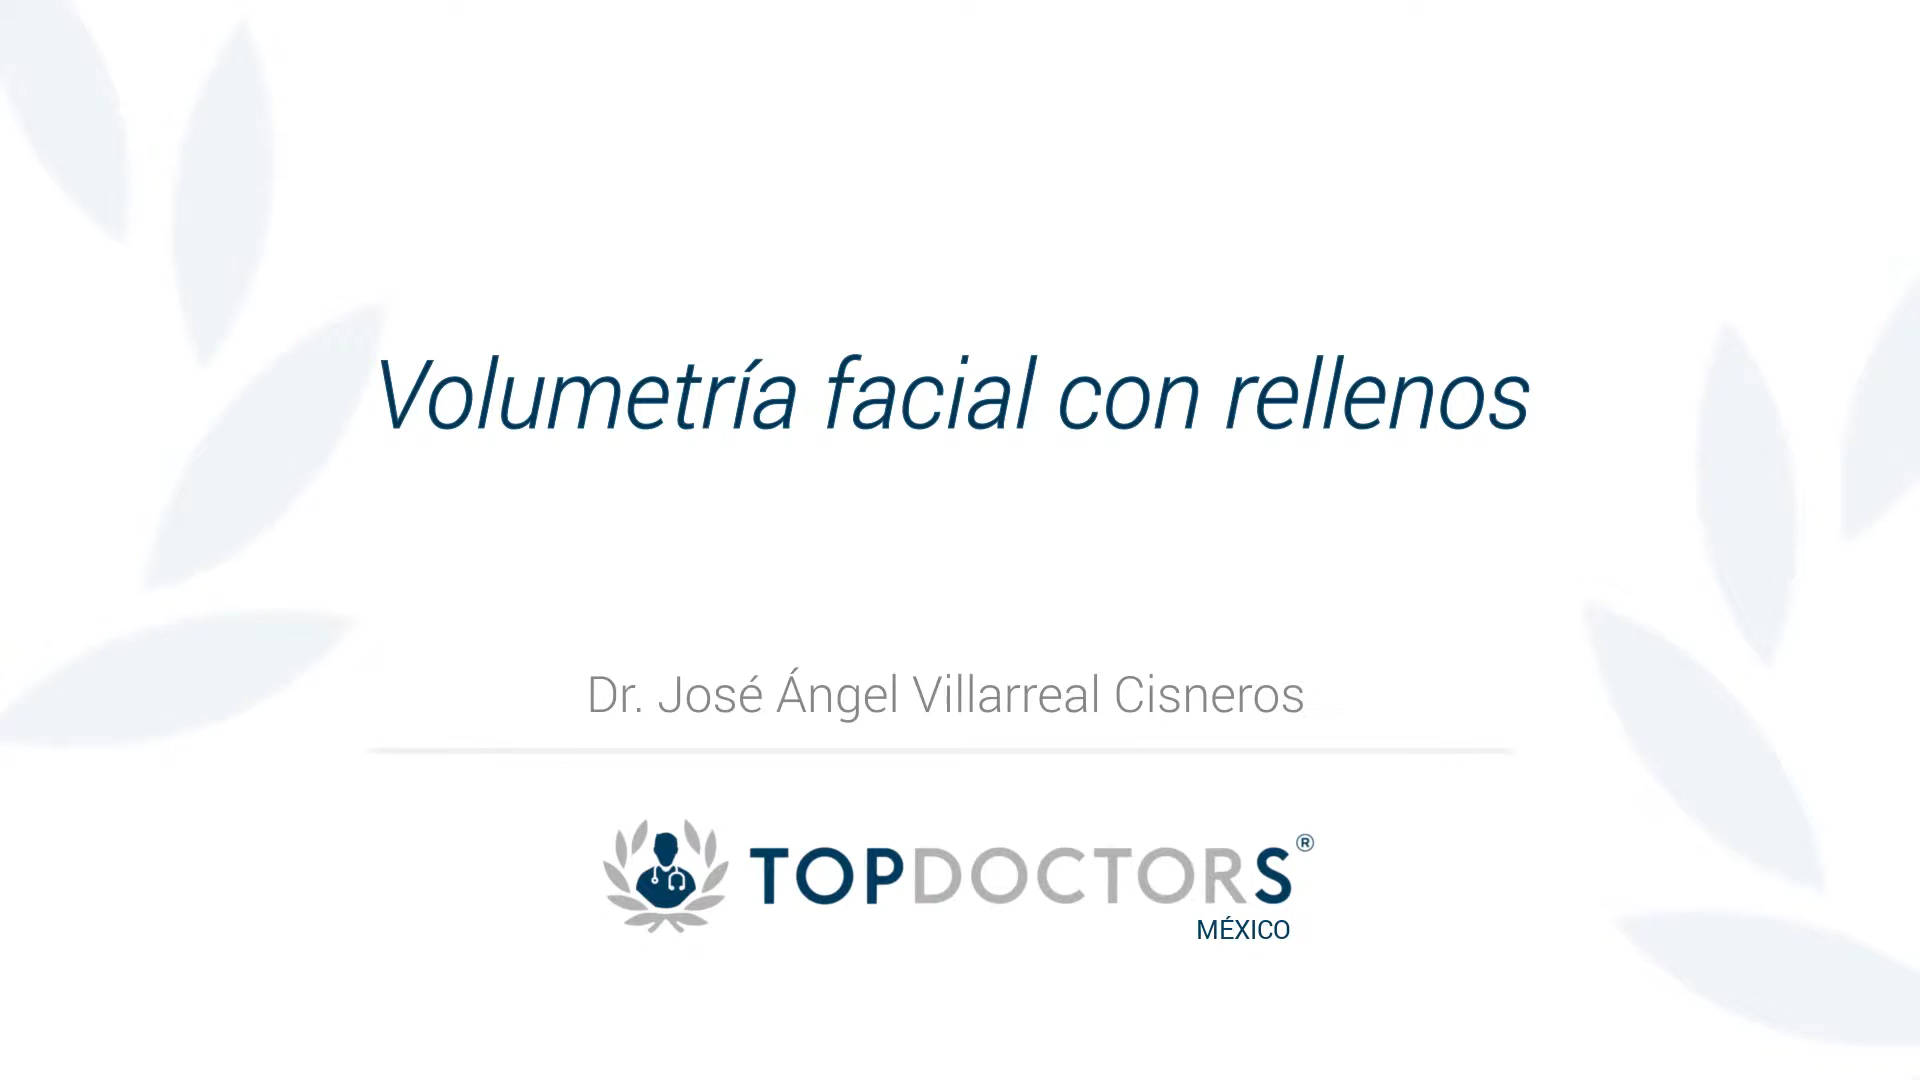 Volumetría facial con rellenos
Dr. José Ángel Villarreal Cisneros
TOPDOCTORS®
MÉXICO